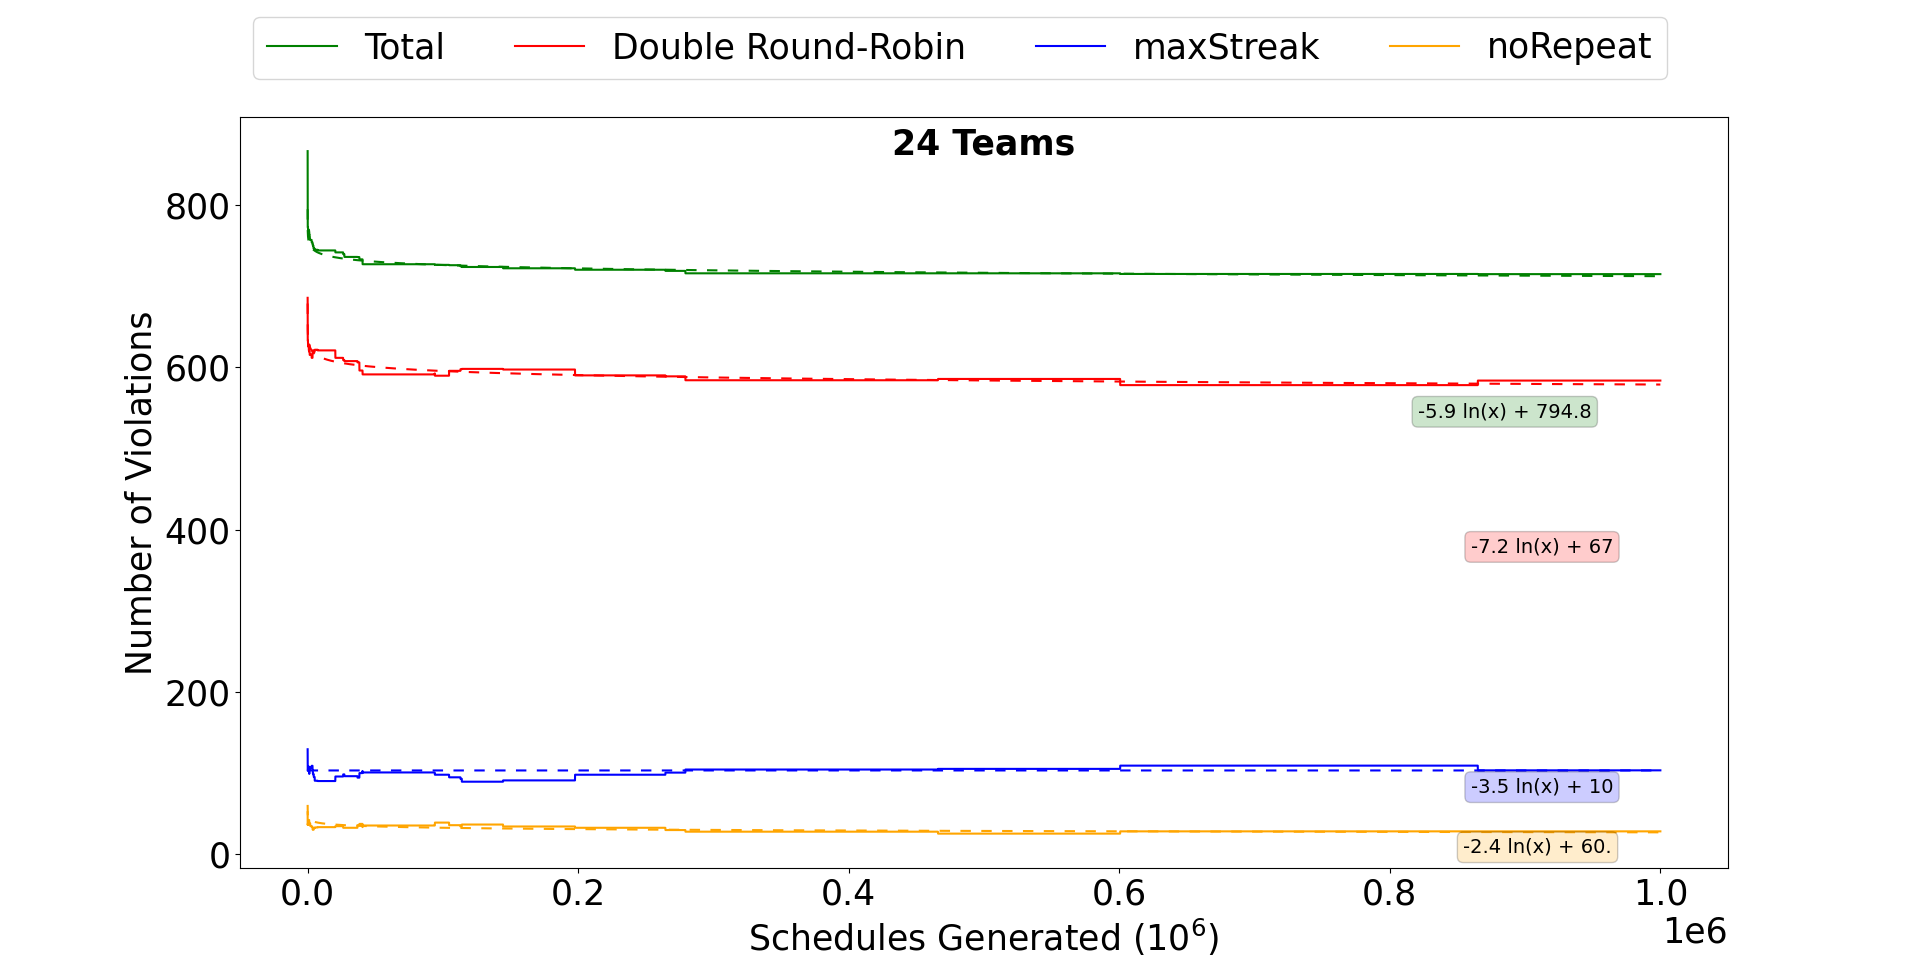 Total Double Round-Robin maxStreak noRepeat
24 Teams
800
600
400
200
0
Number of Violations
-5.9 ln(x) + 794.8
-7.2 ln(x) + 67
-3.5 ln(x) + 10
-2.4 ln(x) + 60.
0.0 0.2 0.4 0.6 0.8 1.0
1e6
Schedules Generated (10⁶)